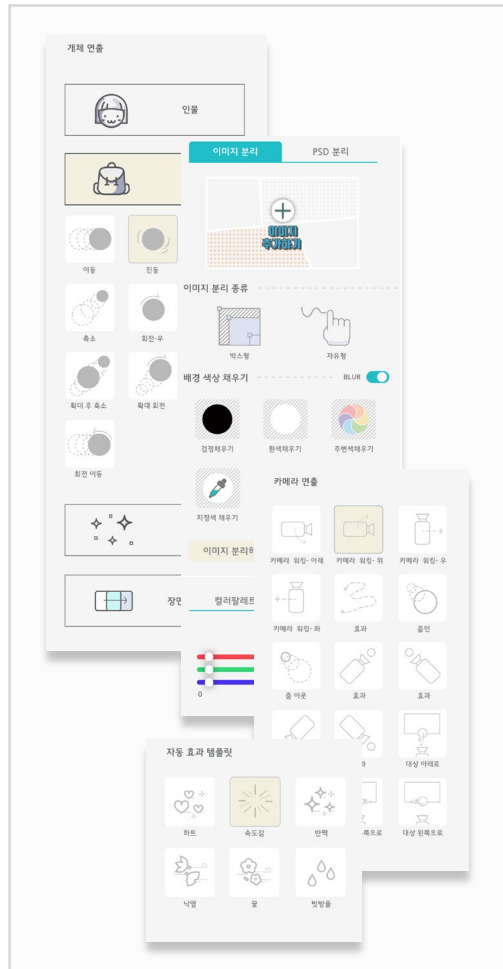 개체 연출
인물
이동
진동
축소
회전-우
확대 후 축소
확대 회전
회전 이동
장면
이미지 분리
PSD 분리
이미지
추가하기
이미지 분리 종류
박스형
자유형
배경 색상 채우기
BLUR
검정채우기
흰색채우기
주변색채우기
지정색 채우기
이미지 분리하
컬러팔레트
0
카메라 연출
카메라 워킹- 아래
카메라 워킹- 위
카메라 워킹- 우
카메라 워킹- 좌
효과
줌인
줌 아웃
효과
효과
대상 아래로
쪽으로
대상 왼쪽으로
자동 효과 템플릿
하트
속도감
반짝
낙엽
꽃
빗방울